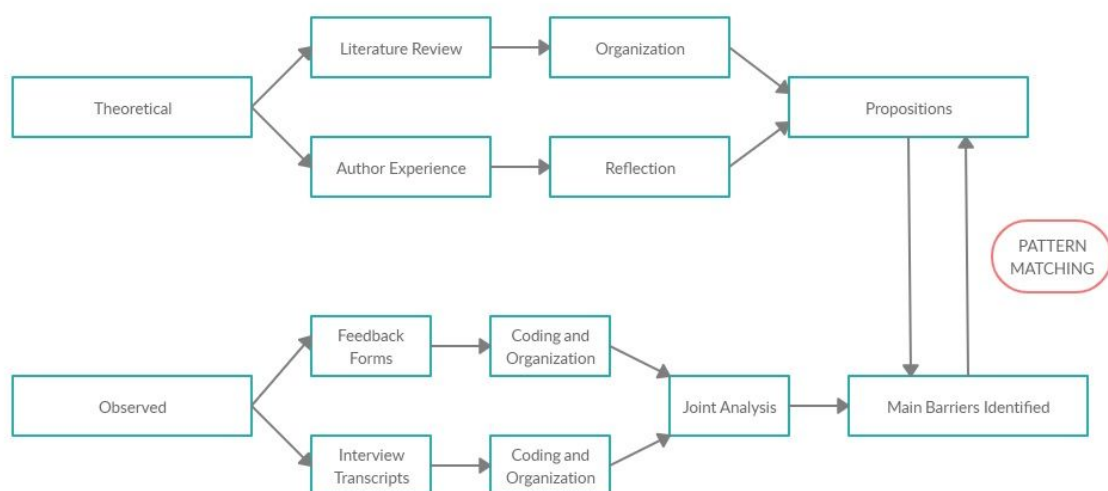 Literature Review
Organization
Theoretical
Propositions
Author Experience
Reflection
PATTERN
MATCHING
Feedback
Forms
Coding and
Organization
Observed
Joint Analysis
Main Barriers Identified
Interview
Transcripts
Coding and
Organization